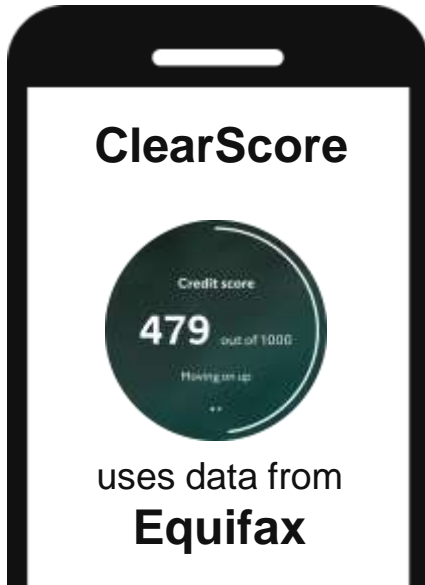 ClearScore
Credit score
479 out of 1000
Moving on up
uses data from
Equifax